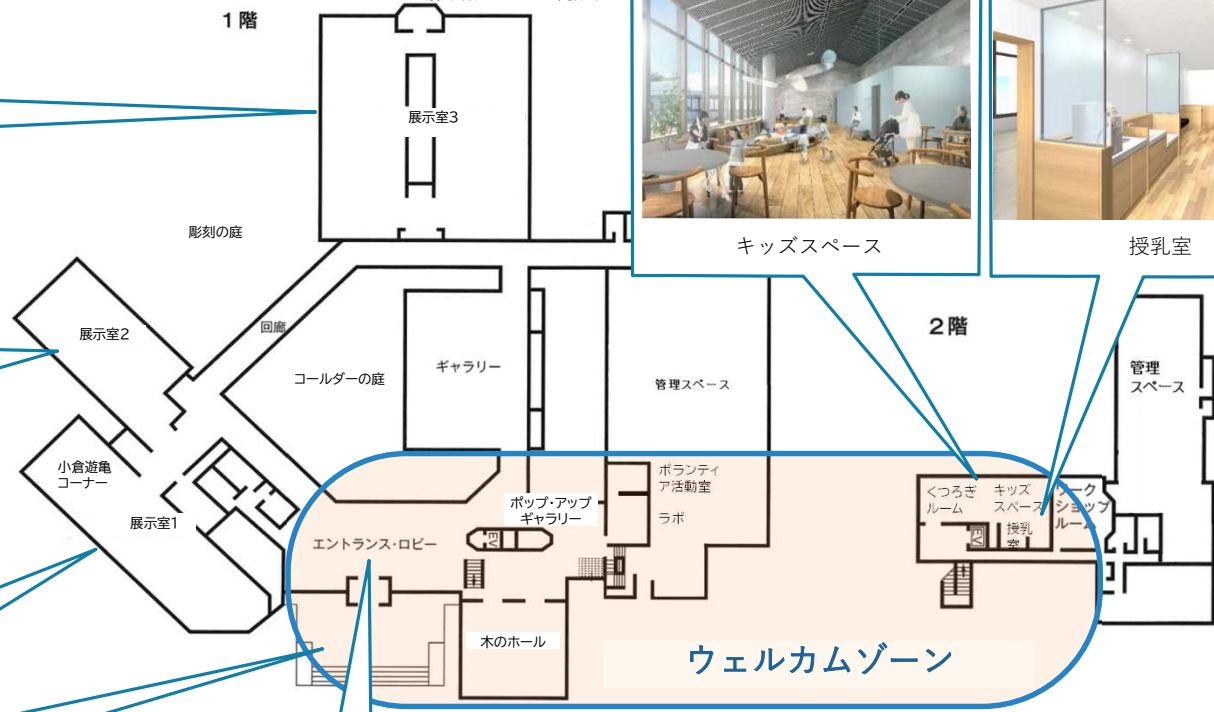 1階
展示室3
彫刻の庭
キッズスペース
授乳室
展示室2
回廊
コールダーの庭
ギャラリー
管理スペース
2階
管理
スペース
小倉遊亀
コーナー
展示室1
エントランス・ロビー
ポップ・アップ
ギャラリー
EV
ボランティ
ア活動室
ラボ
くつろぎ
ルーム
キッズ
スペース
授乳
室
EV
ワーク
ショップ
ルーム
木のホール
ウェルカムゾーン